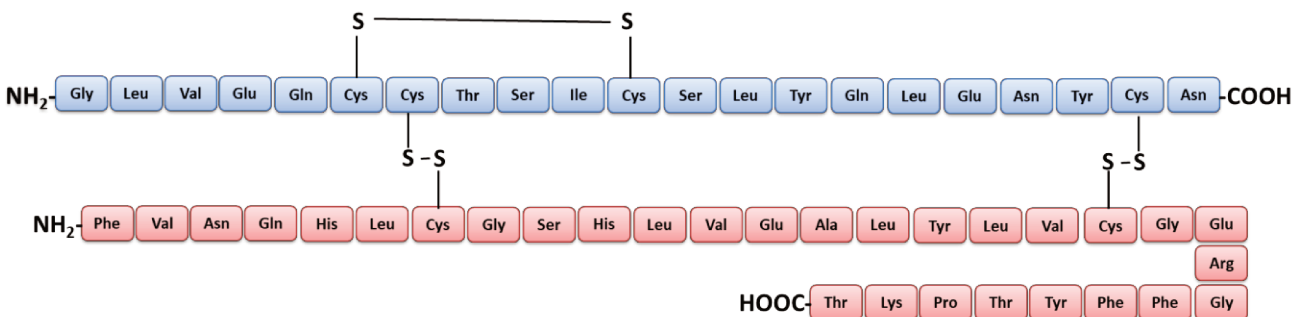 S S
NH2- Gly Leu Val Glu Gln Cys Cys Thr Ser Ile Cys Ser Leu Tyr Gln Leu Glu Asn Tyr Cys Asn -COOH
S - S S - S
NH2- Phe Val Asn Gln His Leu Cys Gly Ser His Leu Val Glu Ala Leu Tyr Leu Val Cys Gly Glu
Arg
HOOC- Thr Lys Pro Thr Tyr Phe Phe Gly